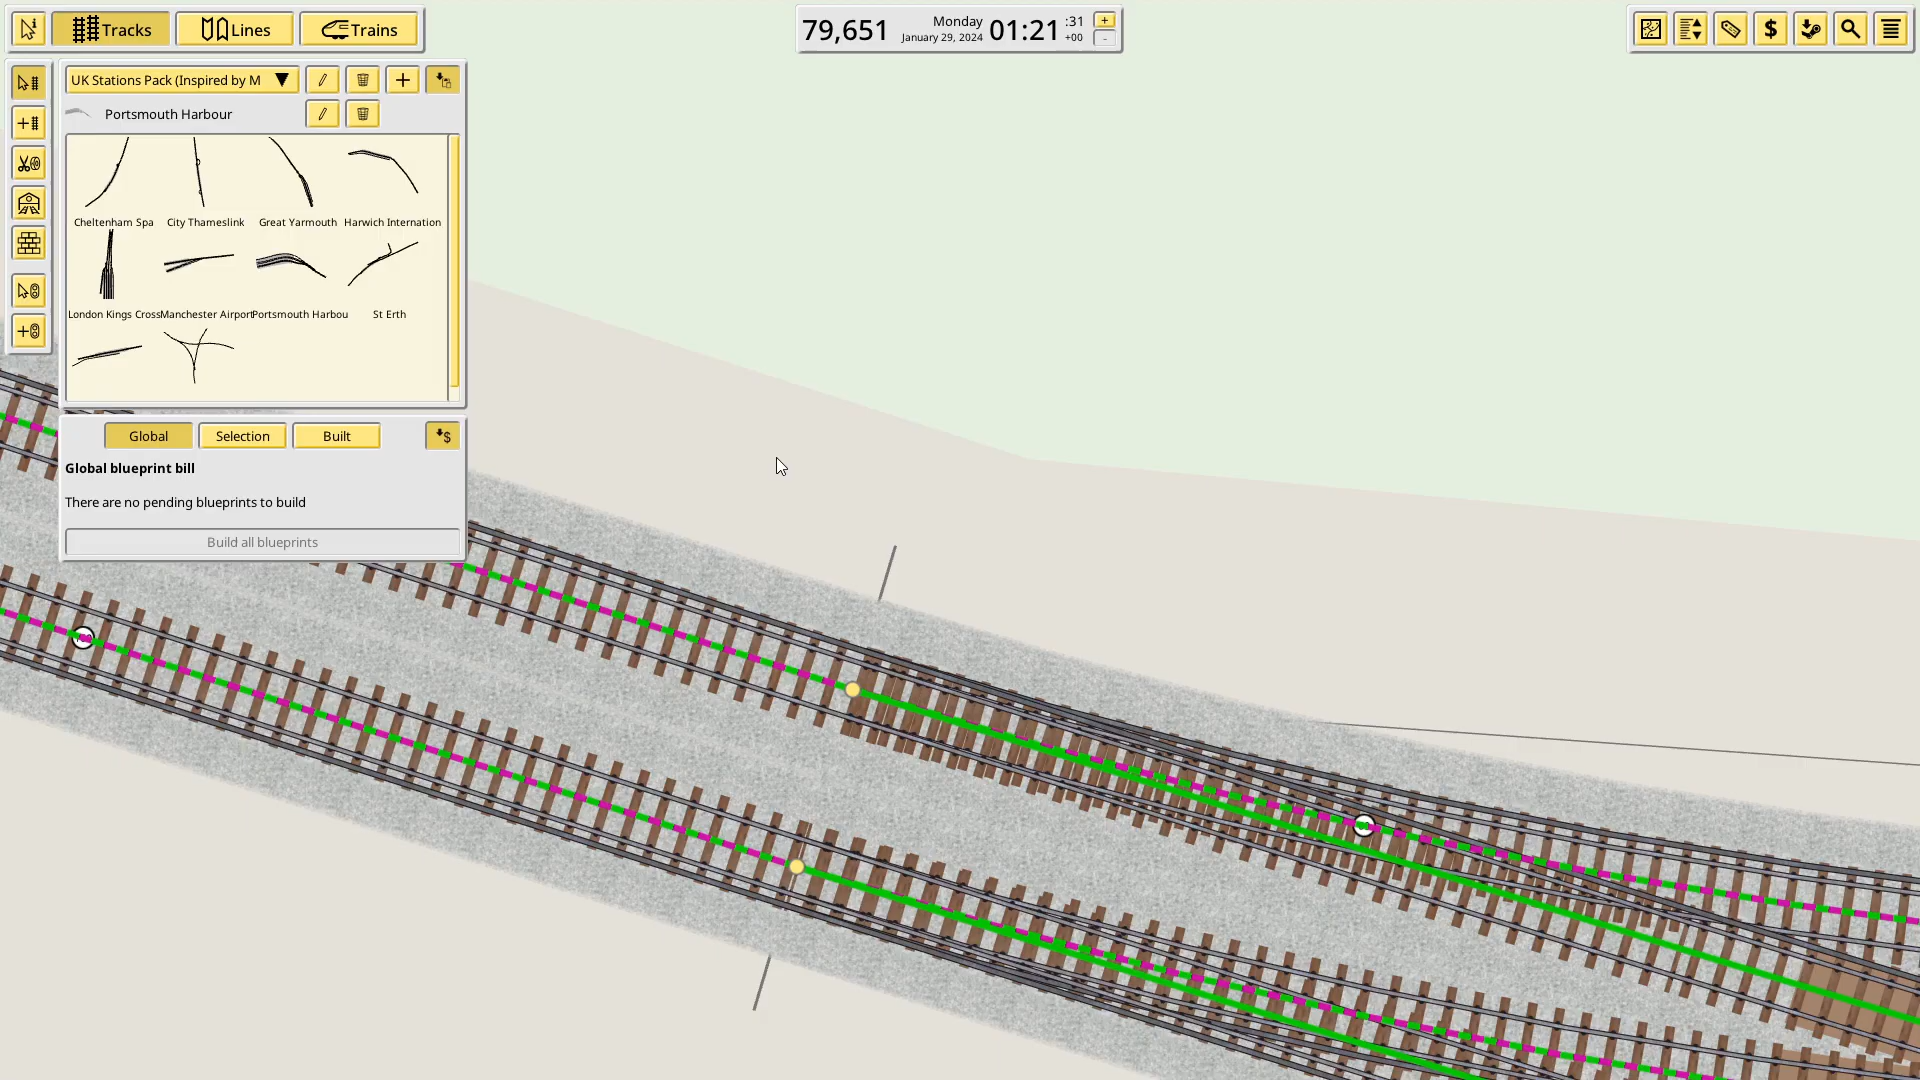 Tracks
Lines
Trains
79,651
Monday
January 29, 2024
01:21
:31
+00
UK Stations Pack (Inspired by M
Portsmouth Harbour
Cheltenham Spa
City Thameslink
Great Yarmouth
Harwich Internation
London Kings Cross
Manchester Airport
Portsmouth Harbou
St Erth
Global
Selection
Built
Global blueprint bill
There are no pending blueprints to build
Build all blueprints